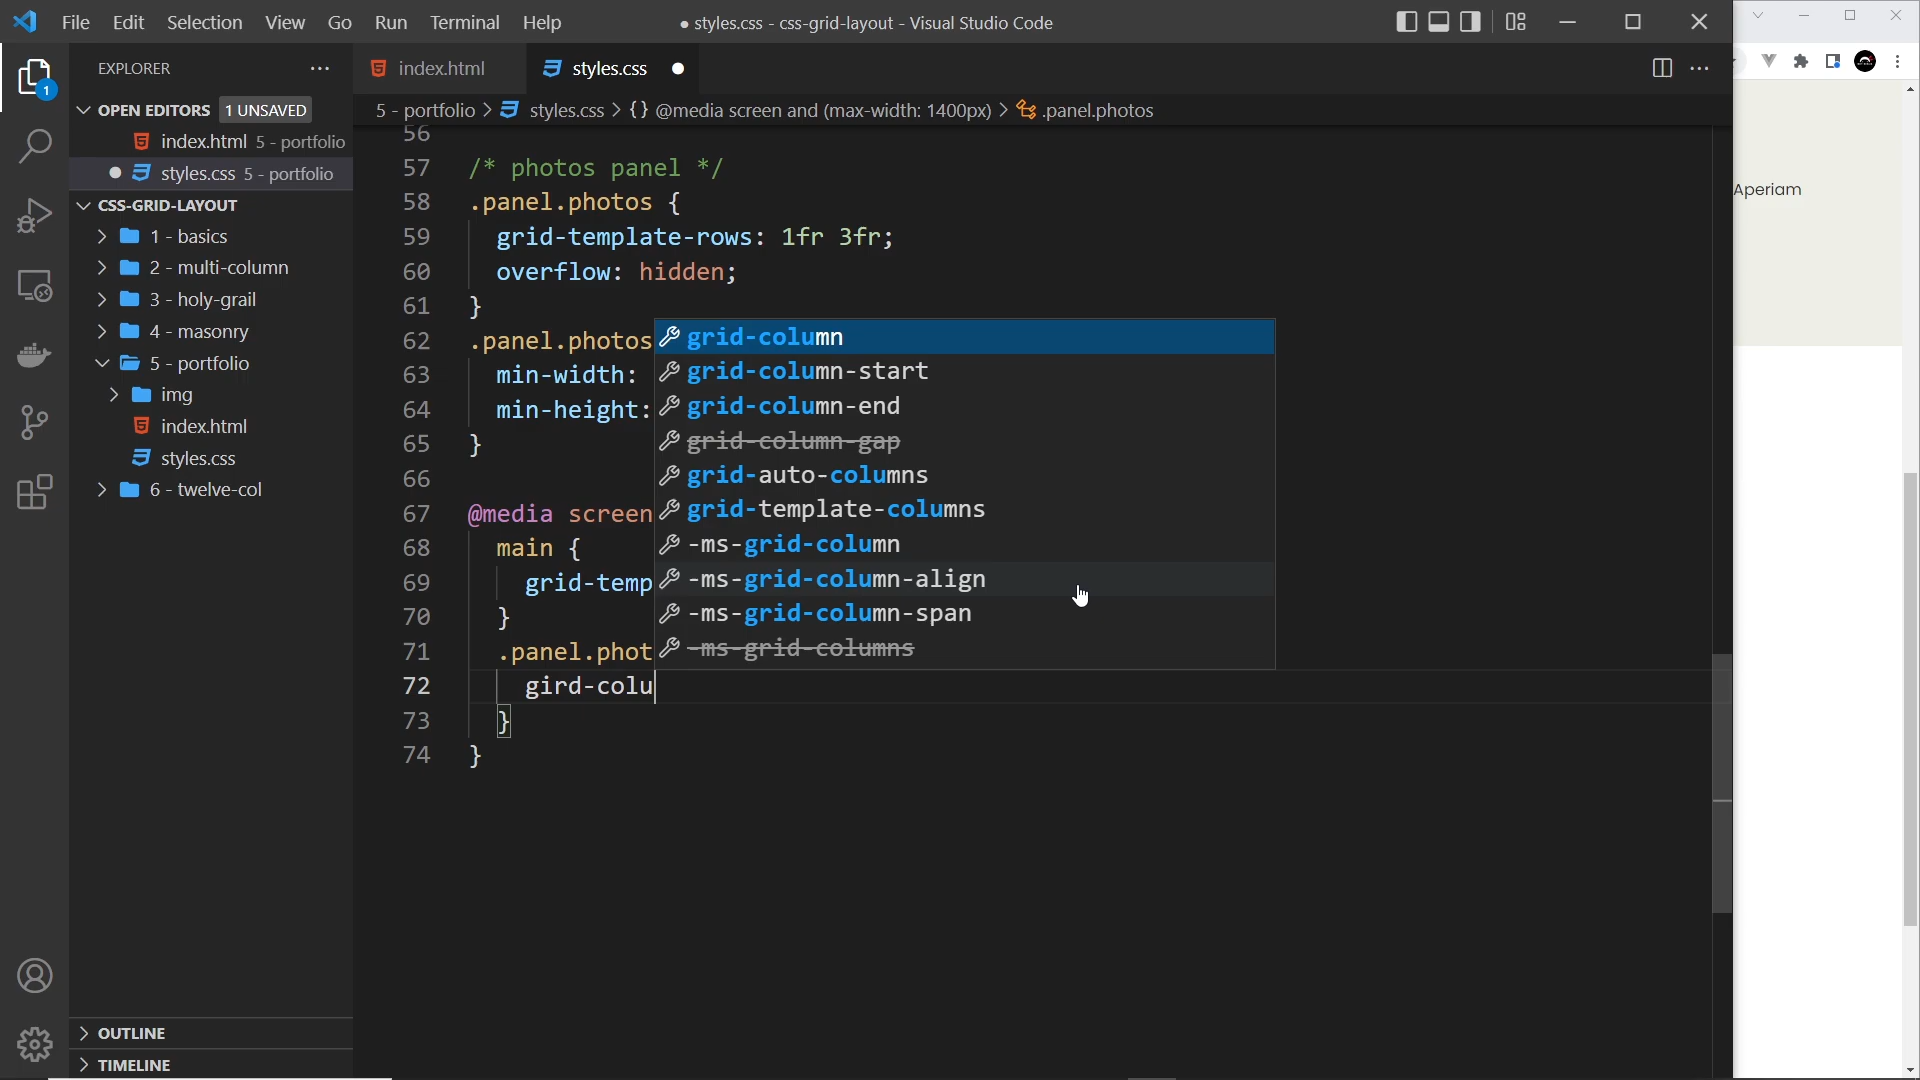 File Edit Selection View Go Run Terminal Help
● styles.css - css-grid-layout - Visual Studio Code
EXPLORER
index.html
styles.css
OPEN EDITORS 1 UNSAVED
5 - portfolio > styles.css > {} @media screen and (max-width: 1400px) > .panel.photos
index.html 5 - portfolio
styles.css 5 - portfolio
CSS-GRID-LAYOUT
1 - basics
2 - multi-column
3 - holy-grail
4 - masonry
5 - portfolio
img
index.html
styles.css
6 - twelve-col
OUTLINE
TIMELINE
1
56
57 /* photos panel */
58 .panel.photos {
59 grid-template-rows: 1fr 3fr;
60 overflow: hidden;
61 }
62 .panel.photos
63 min-width:
64 min-height:
65 }
66
67 @media screen
68 main {
69 grid-temp
70 }
71 .panel.phot
72 gird-colu
73 }
74 }
grid-column
grid-column-start
grid-column-end
grid-column-gap
grid-auto-columns
grid-template-columns
-ms-grid-column
-ms-grid-column-align
-ms-grid-column-span
-ms-grid-columns
Aperiam